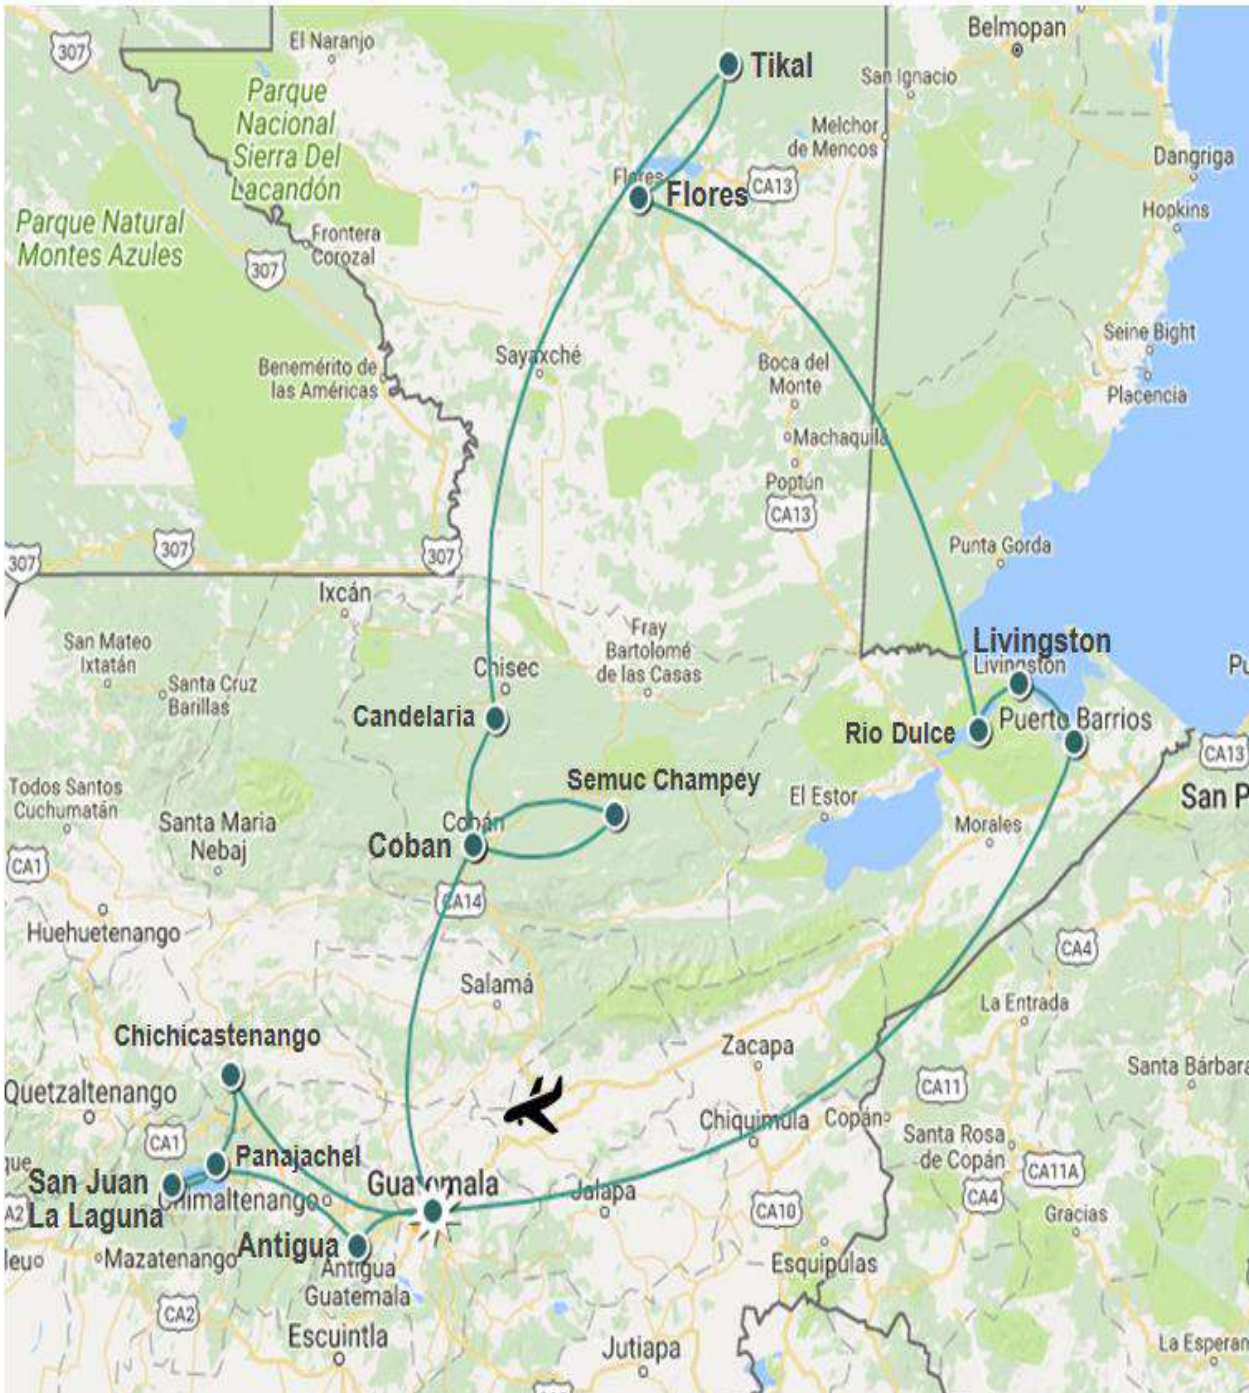 Belmopan
El Naranjo
307
Tikal
San Ignacio
Parque
Nacional
Sierra Del
Lacandón
Melchor
de Mencos
Dangriga
Flores
CA13
Flores
Hopkins
Parque Natural
Montes Azules
Frontera
Corozal
307
Seine Bight
Sayaxché
Boca del
Monte
Benemérito de
las Américas
Placencia
Machaquila
Poptún
CA13
307
307
307
Punta Gorda
Ixcán
San Mateo
Ixtatán
Fray
Bartolomé
de las Casas
Livingston
Livingston
Chisec
Santa Cruz
Barillas
Candelaria
Rio Dulce
Puerto Barrios
CA13
Semuc Champey
Todos Santos
Cuchumatán
El Estor
San P
Santa Maria
Nebaj
Cobán
Coban
Morales
CA1
CA14
Huehuetenango
CA4
Salamá
La Entrada
Chichicastenango
Zacapa
Santa Bárbara
Quetzaltenango
CA11
Chiquimula
Copán
CA1
Santa Rosa
de Copán
Panajachel
CA11A
que
San Juan
La Laguna
Guatemala
Jalapa
CA4
Chimaltenango
A2
CA10
Gracias
Antigua
leuo
Mazatenango
Esquipulas
Antigua
Guatemala
CA2
Escuintla
Jutiapa
La Esperan